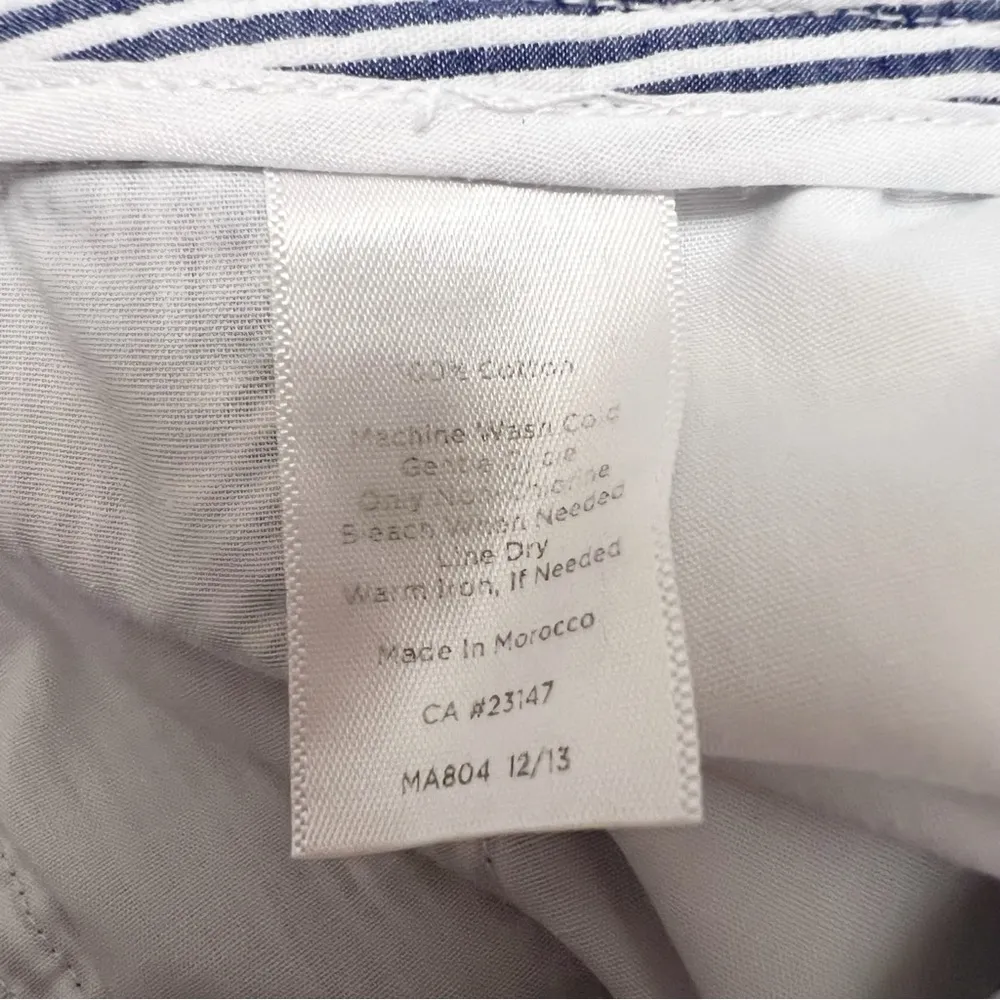 Cotton
Machine Wash Cold
Gentle Cycle
Only Non-Chlorine
Bleach When Needed
Line Dry
Warm Iron, If Needed
Made In Morocco
CA #23147
MA804 12/13